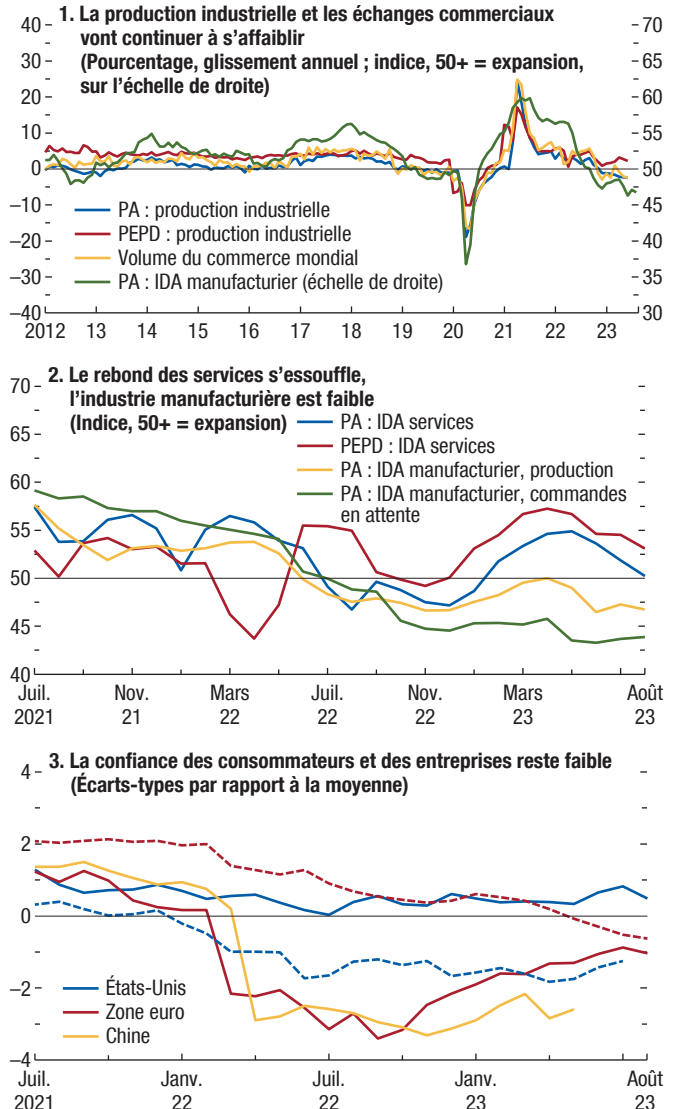 1. La production industrielle et les échanges commerciaux
vont continuer à s’affaiblir
(Pourcentage, glissement annuel ; indice, 50+ = expansion,
sur l’échelle de droite)
40
30
20
10
0
–10
–20
–30
–40
70
65
60
55
50
45
40
35
30
PA : production industrielle
PEPD : production industrielle
Volume du commerce mondial
PA : IDA manufacturier (échelle de droite)
2012 13 14 15 16 17 18 19 20 21 22 23
2. Le rebond des services s’essouffle,
l’industrie manufacturière est faible
(Indice, 50+ = expansion)
70
65
60
55
50
45
40
PA : IDA services
PEPD : IDA services
PA : IDA manufacturier, production
PA : IDA manufacturier, commandes
en attente
Juil. Nov. Mars Juil. Nov. Mars Août
2021 21 22 22 22 23 23
3. La confiance des consommateurs et des entreprises reste faible
(Écarts-types par rapport à la moyenne)
4
2
0
–2
–4
États-Unis
Zone euro
Chine
Juil. Janv. Juil. Janv. Août
2021 22 22 23 23